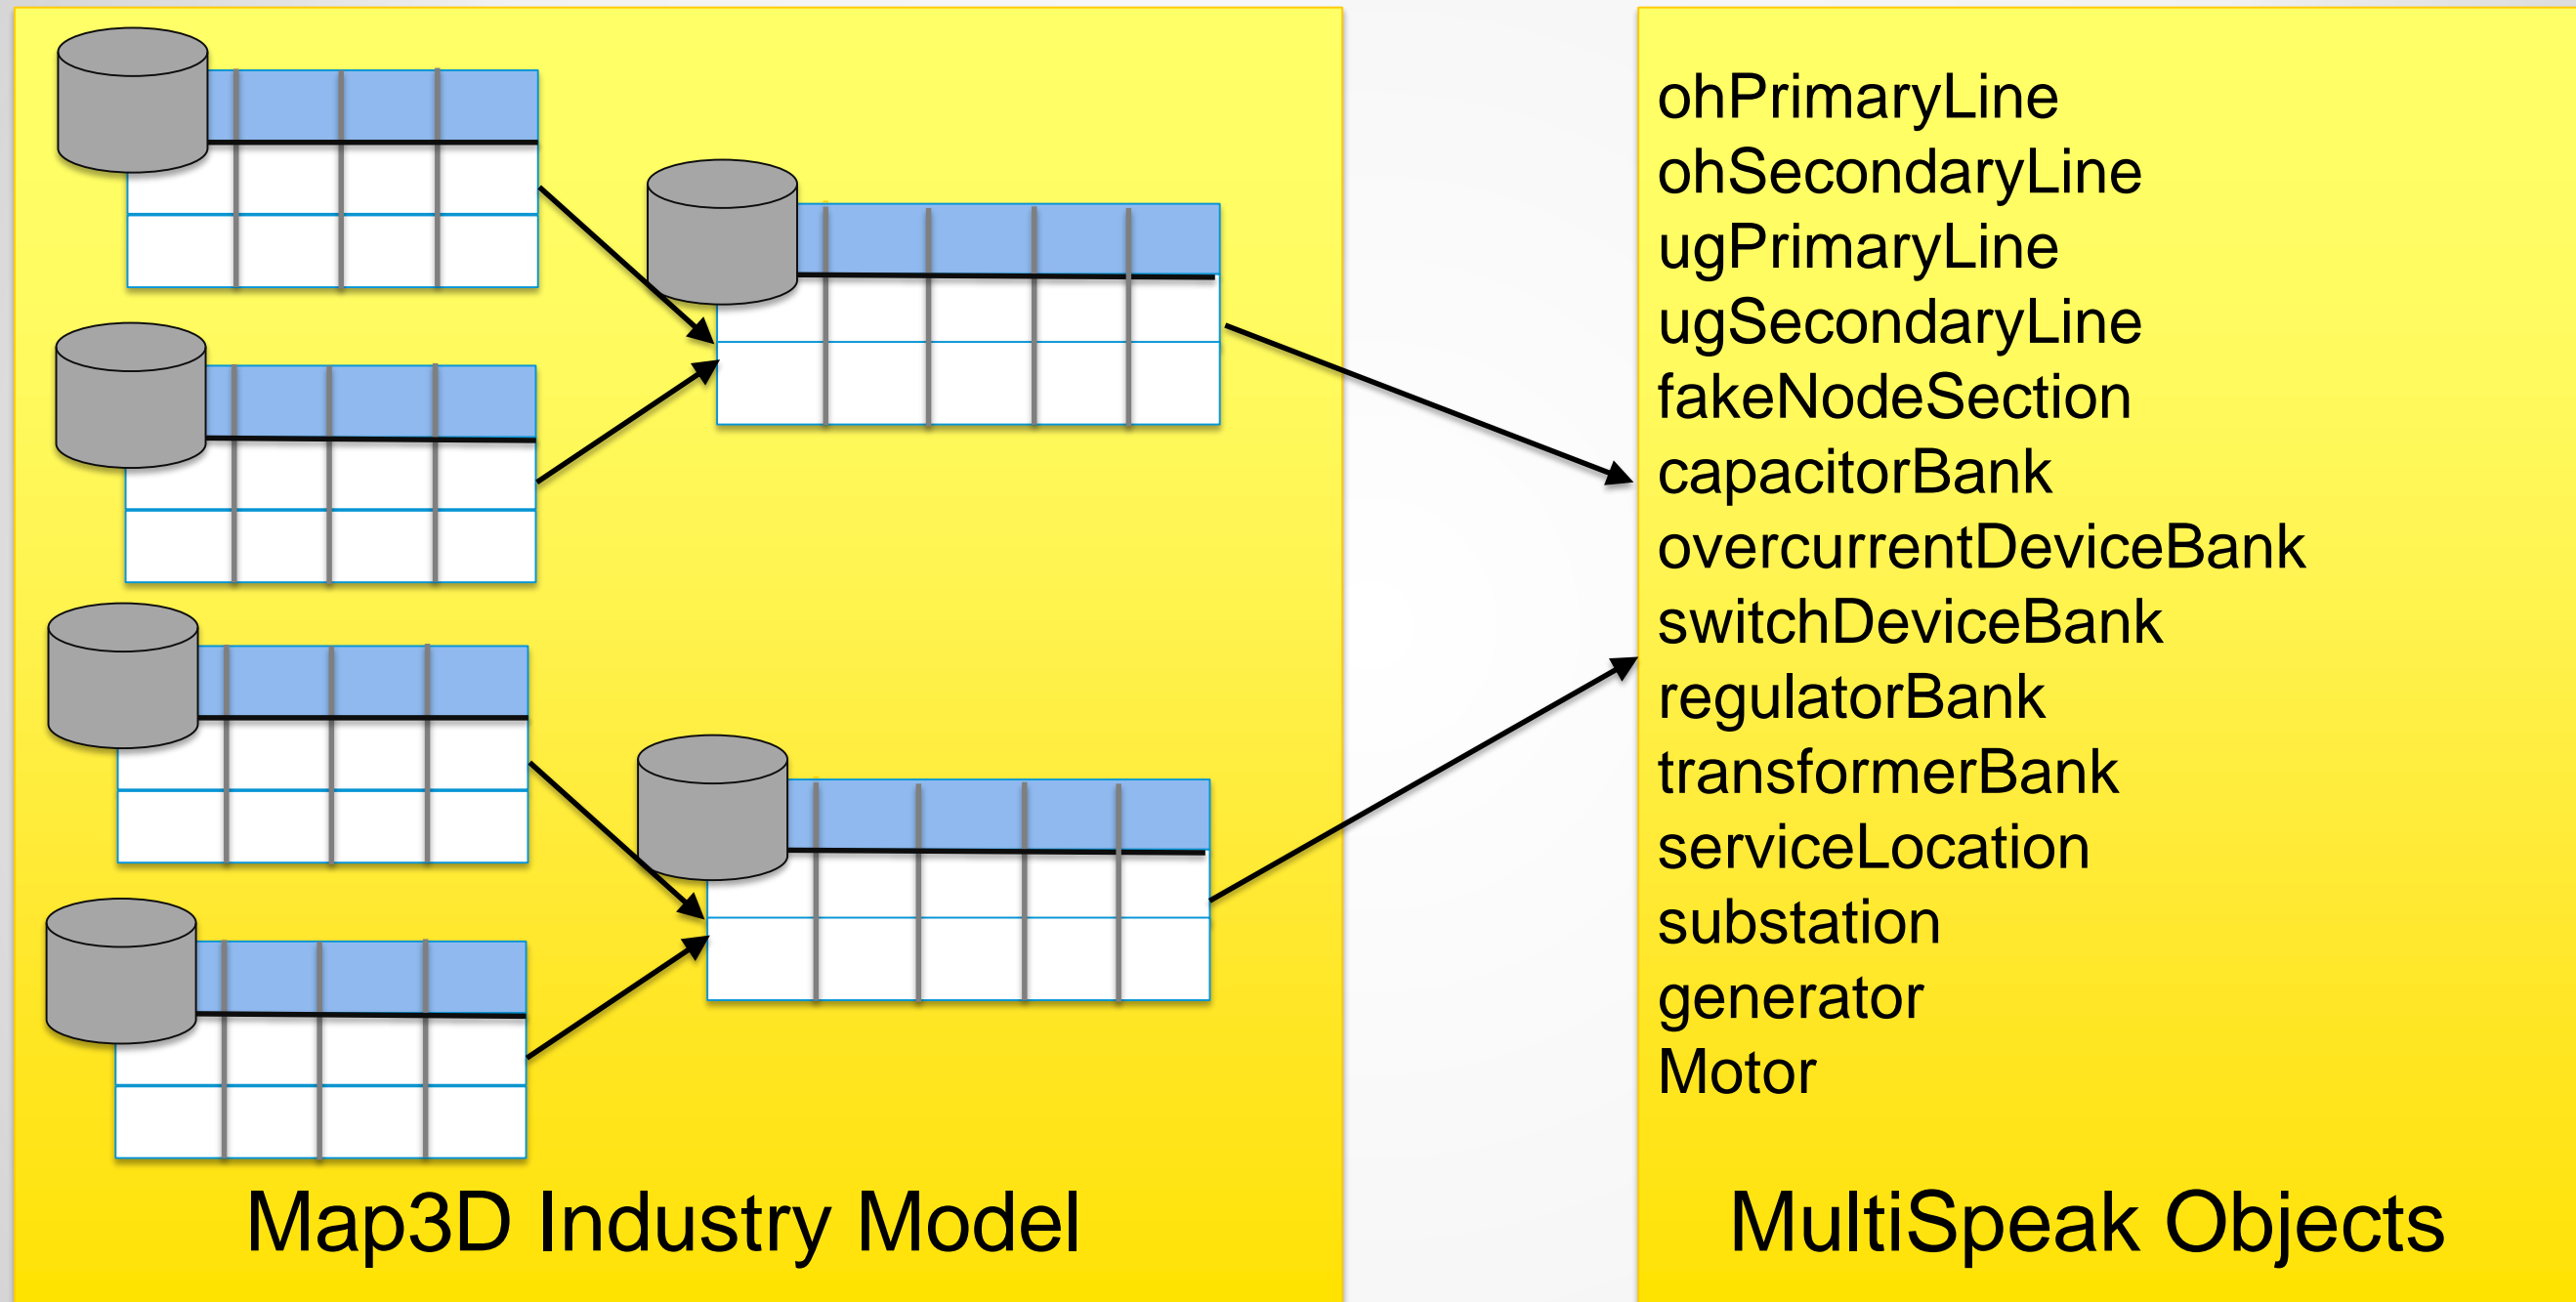 ohPrimaryLine
ohSecondaryLine
ugPrimaryLine
ugSecondaryLine
fakeNodeSection
capacitorBank
overcurrentDeviceBank
switchDeviceBank
regulatorBank
transformerBank
serviceLocation
substation
generator
Motor
Map3D Industry Model
MultiSpeak Objects